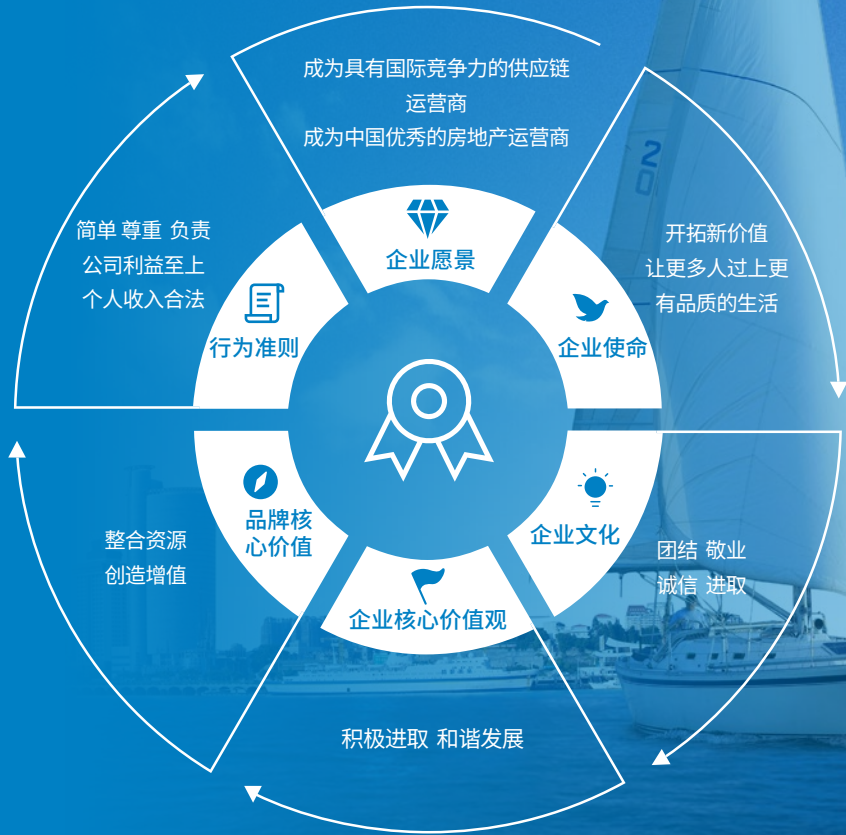 成为具有国际竞争力的供应链
运营商
成为中国优秀的房地产运营商
企业愿景
开拓新价值
让更多人过上更
有品质的生活
企业使命
团结 敬业
诚信 进取
企业文化
积极进取 和谐发展
企业核心价值观
整合资源
创造增值
品牌核
心价值
简单 尊重 负责
公司利益至上
个人收入合法
行为准则
02